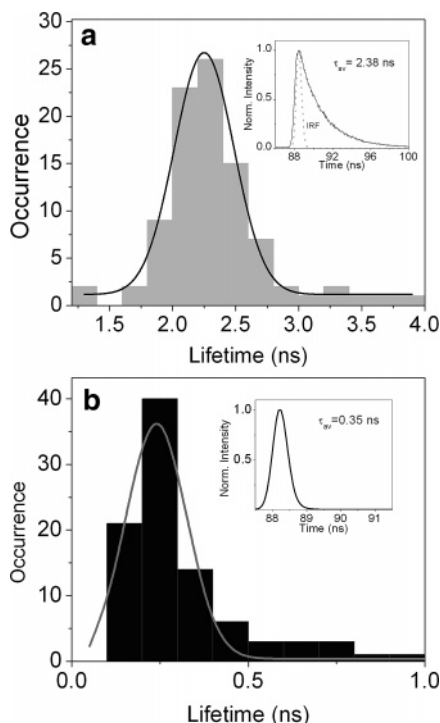 a
30
25
20
15
10
5
0
Occurrence
1.5 2.0 2.5 3.0 3.5 4.0
Lifetime (ns)
Norm. Intensity
1.0
0.5
0.0
τav = 2.38 ns
IRF
88 92 96 100
Time (ns)
b
40
30
20
10
0
Occurrence
0.0 0.5 1.0
Lifetime (ns)
Norm. Intensity
1.0
0.5
τav=0.35 ns
88 89 90 91
Time (ns)